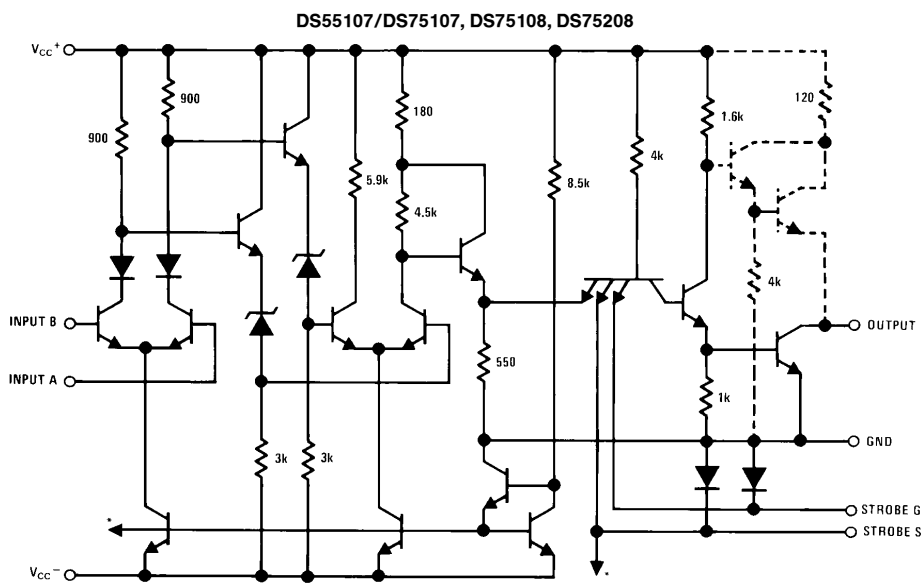 DS55107/DS75107, DS75108, DS75208
VCC+
900
900
180
1.6k
120
5.9k
4.5k
8.5k
4k
4k
INPUT B
INPUT A
OUTPUT
550
1k
3k
3k
GND
*
STROBE G
STROBE S
VCC−
*